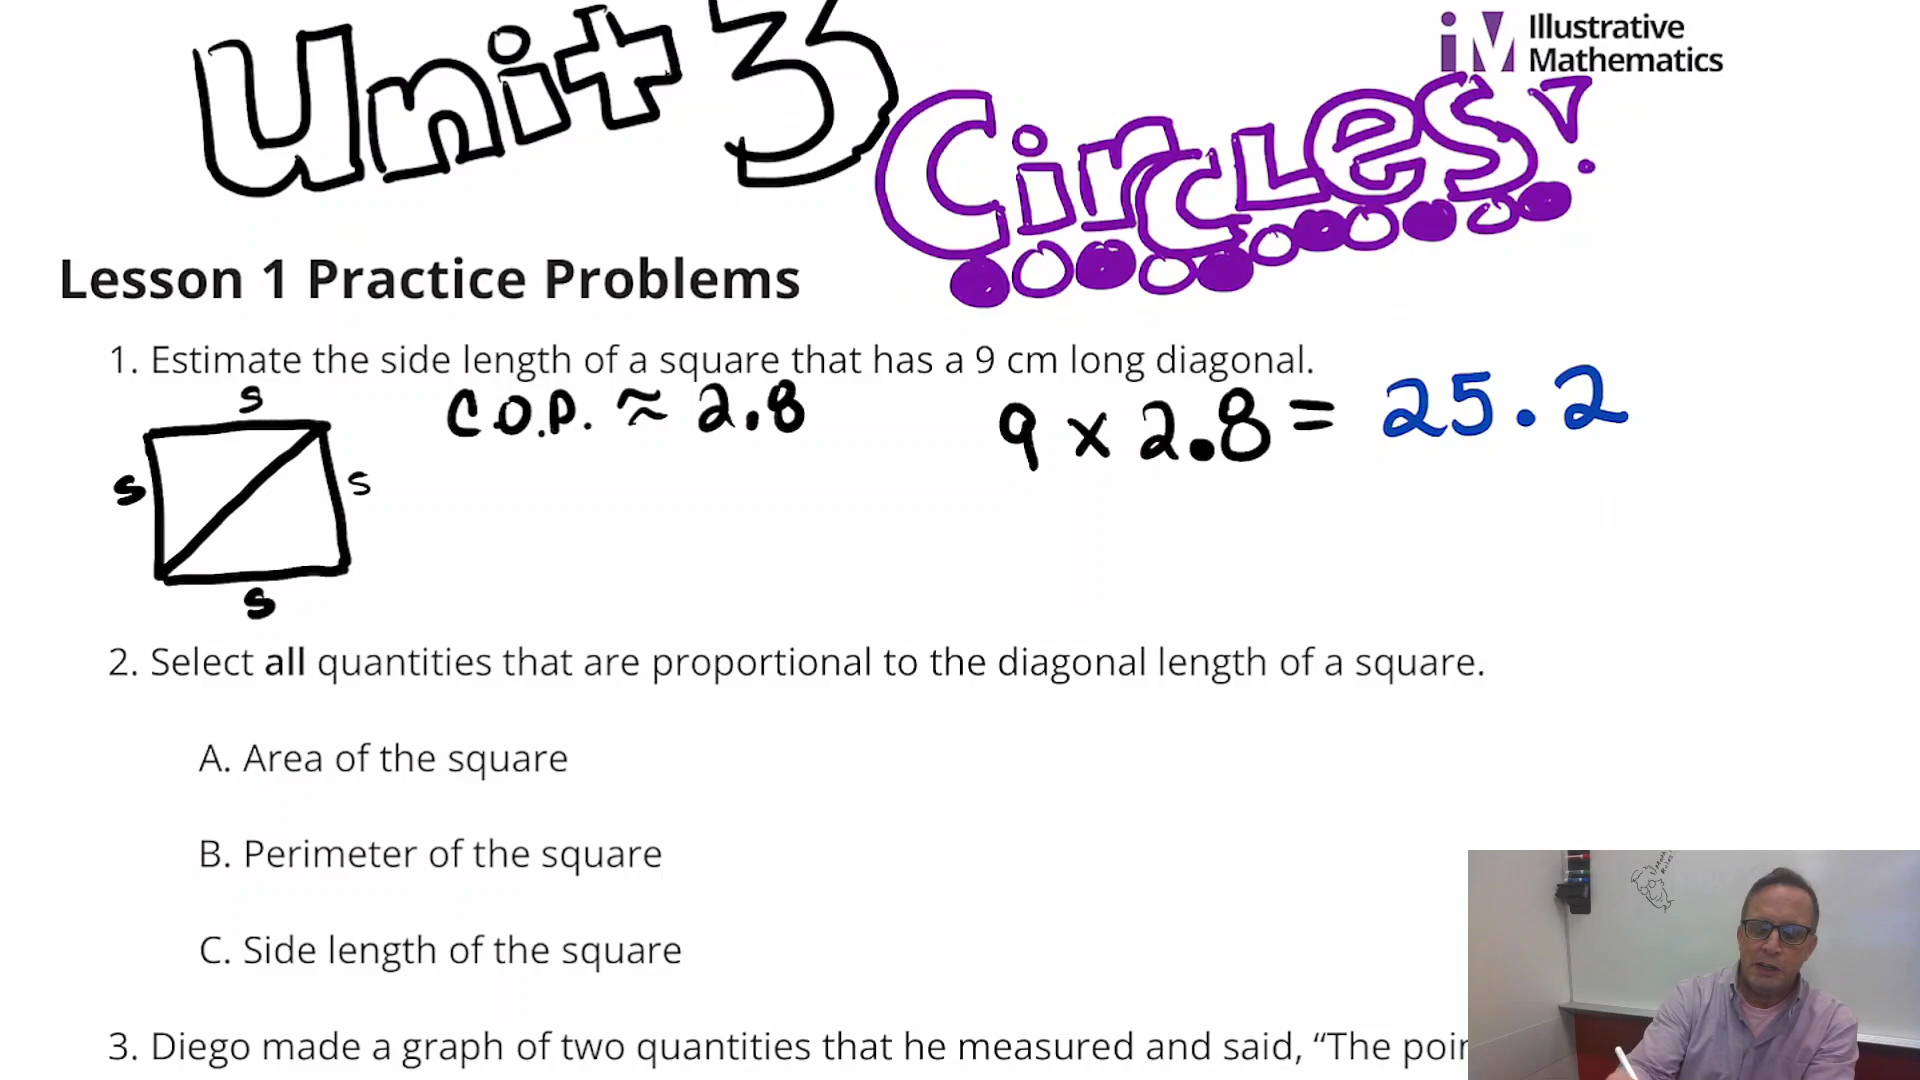 Unit 3
Illustrative
Mathematics
Circles!
Lesson 1 Practice Problems
1. Estimate the side length of a square that has a 9 cm long diagonal.
s
C.O.P. ≈ 2.8
9 × 2.8 = 25.2
s
s
s
2. Select all quantities that are proportional to the diagonal length of a square.
A. Area of the square
B. Perimeter of the square
C. Side length of the square
3. Diego made a graph of two quantities that he measured and said, “The